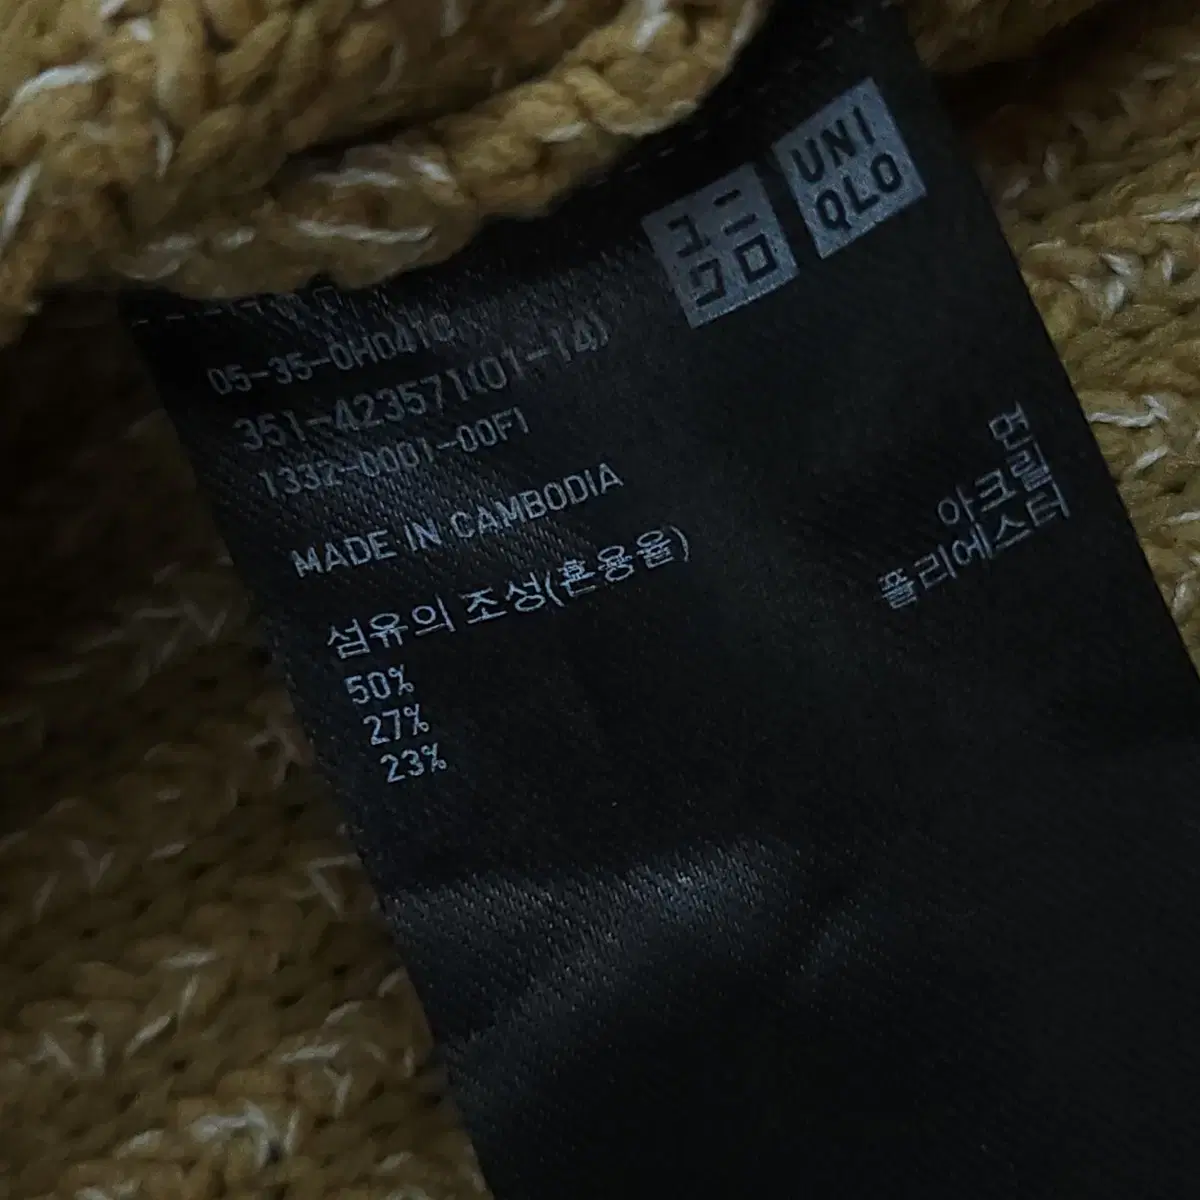 ユニ
クロ
UNI
QLO
05-35-0H041C
351-423571(01-14)
1332-0001-00F1
MADE IN CAMBODIA
섬유의 조성(혼용율)
50% 면
27% 아크릴
23% 폴리에스터